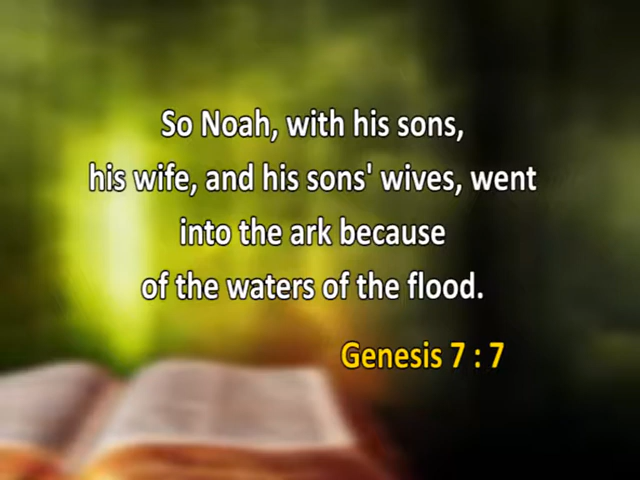 So Noah, with his sons,
his wife, and his sons' wives, went
into the ark because
of the waters of the flood.
Genesis 7 : 7